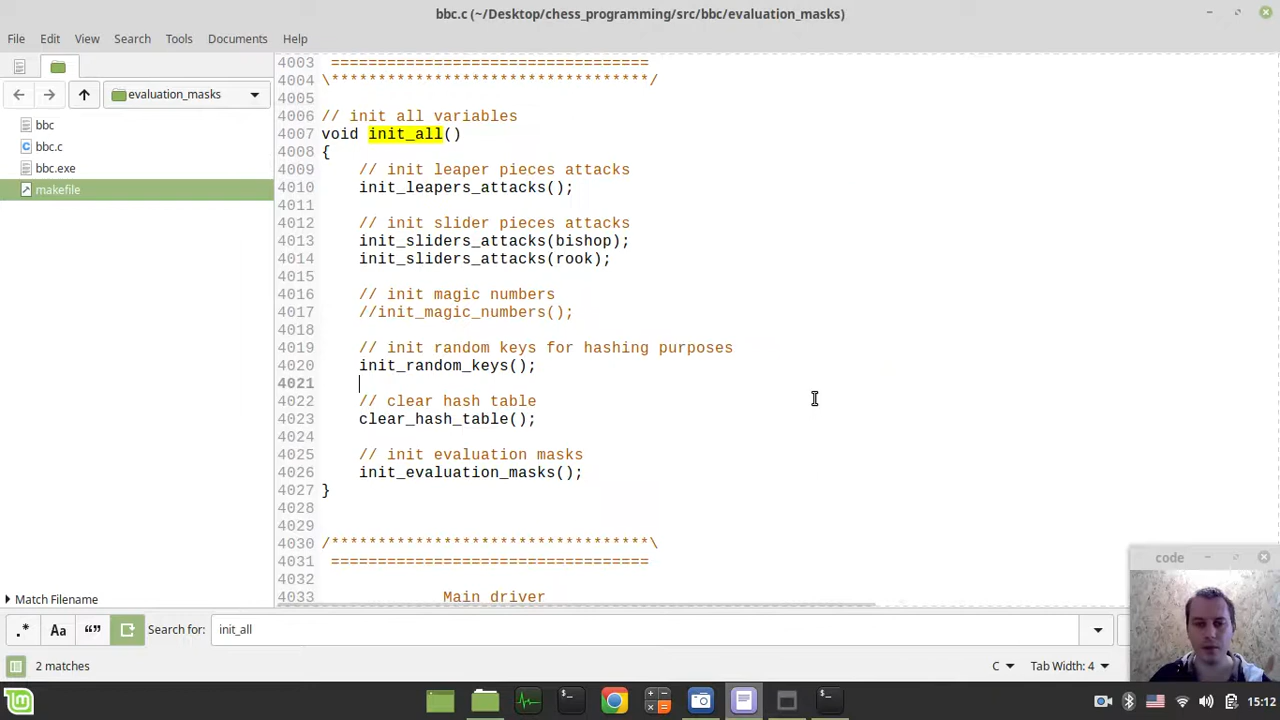 bbc.c (~/Desktop/chess_programming/src/bbc/evaluation_masks)
File Edit View Search Tools Documents Help
evaluation_masks
bbc
bbc.c
bbc.exe
makefile
Match Filename
4003 ==================================
4004 \**********************************/
4005
4006 // init all variables
4007 void init_all()
4008 {
4009 // init leaper pieces attacks
4010 init_leapers_attacks();
4011
4012 // init slider pieces attacks
4013 init_sliders_attacks(bishop);
4014 init_sliders_attacks(rook);
4015
4016 // init magic numbers
4017 //init_magic_numbers();
4018
4019 // init random keys for hashing purposes
4020 init_random_keys();
4021
4022 // clear hash table
4023 clear_hash_table();
4024
4025 // init evaluation masks
4026 init_evaluation_masks();
4027 }
4028
4029
4030 /**********************************\
4031 ==================================
4032
4033 Main driver
code
.* Aa “” Search for: init_all
2 matches
C Tab Width: 4
15:12